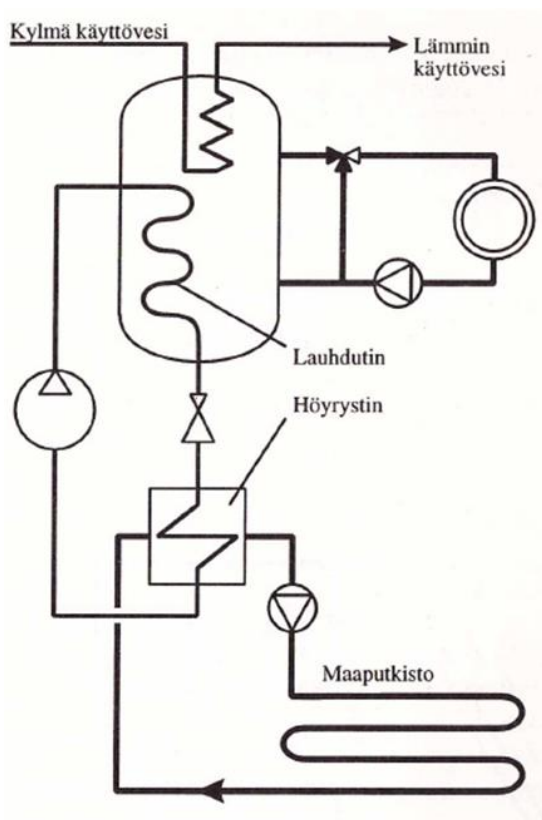 Kylmä käyttövesi
Lämmin
käyttövesi
Lauhdutin
Höyrystin
Maaputkisto